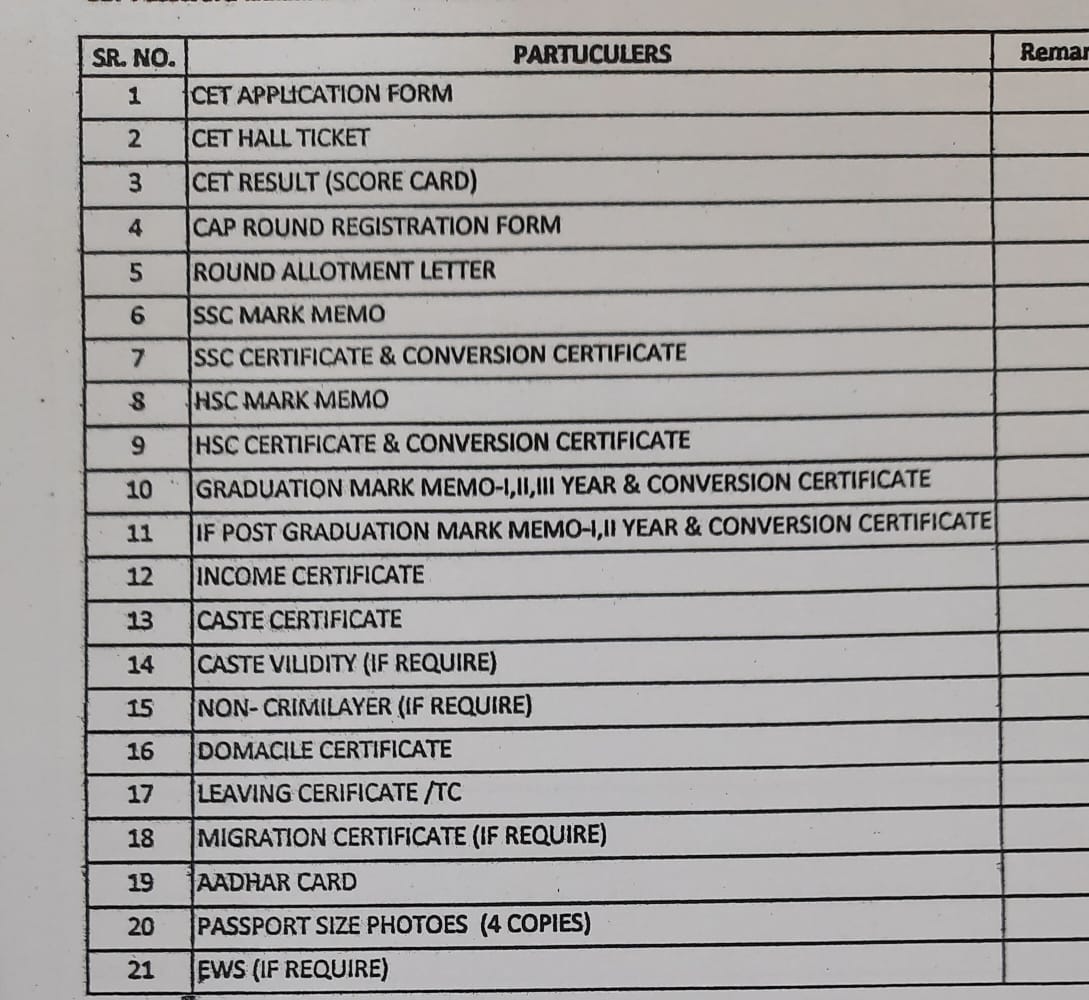 SR. NO. PARTUCULERS Remar
1 CET APPLICATION FORM
2 CET HALL TICKET
3 CET RESULT (SCORE CARD)
4 CAP ROUND REGISTRATION FORM
5 ROUND ALLOTMENT LETTER
6 SSC MARK MEMO
7 SSC CERTIFICATE & CONVERSION CERTIFICATE
8 HSC MARK MEMO
9 HSC CERTIFICATE & CONVERSION CERTIFICATE
10 GRADUATION MARK MEMO-I,II,III YEAR & CONVERSION CERTIFICATE
11 IF POST GRADUATION MARK MEMO-I,II YEAR & CONVERSION CERTIFICATE
12 INCOME CERTIFICATE
13 CASTE CERTIFICATE
14 CASTE VILIDITY (IF REQUIRE)
15 NON- CRIMILAYER (IF REQUIRE)
16 DOMACILE CERTIFICATE
17 LEAVING CERIFICATE /TC
18 MIGRATION CERTIFICATE (IF REQUIRE)
19 AADHAR CARD
20 PASSPORT SIZE PHOTOES (4 COPIES)
21 EWS (IF REQUIRE)